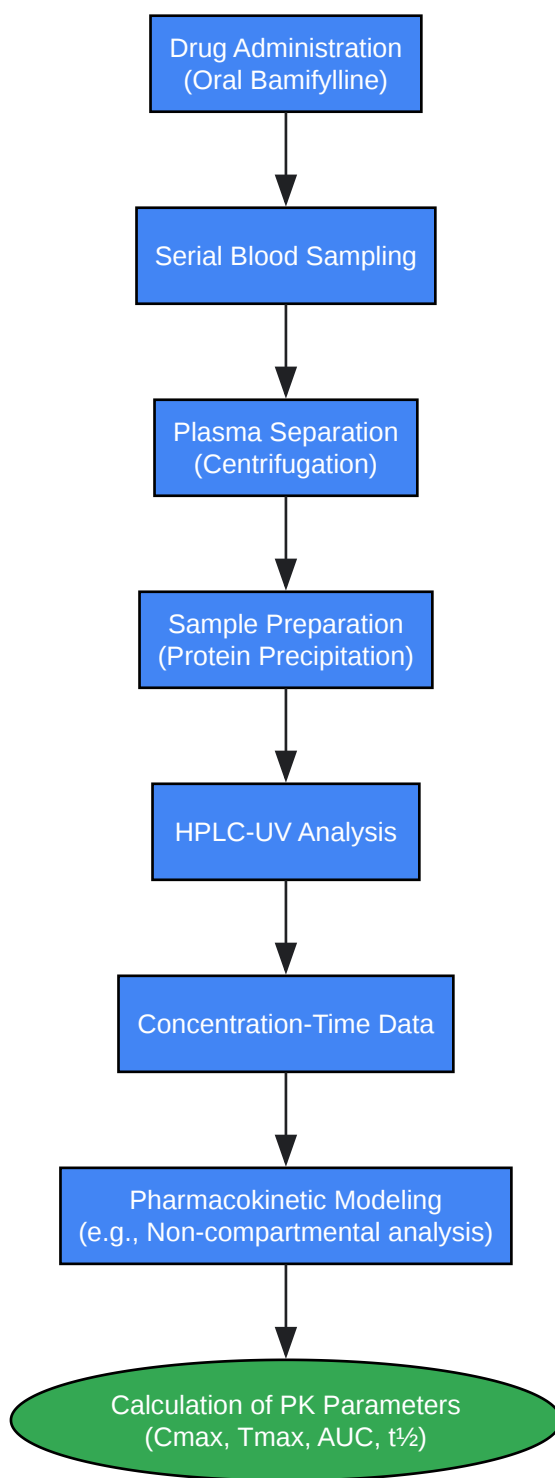 Drug Administration
(Oral Bamifylline)
Serial Blood Sampling
Plasma Separation
(Centrifugation)
Sample Preparation
(Protein Precipitation)
HPLC-UV Analysis
Concentration-Time Data
Pharmacokinetic Modeling
(e.g., Non-compartmental analysis)
Calculation of PK Parameters
(Cmax, Tmax, AUC, t½)